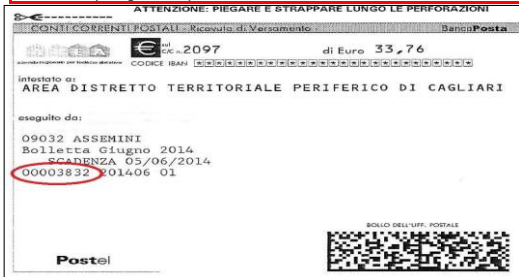 ATTENZIONE: PIEGARE E STRAPPARE LUNGO LE PERFORAZIONI
CONTI CORRENTI POSTALI - Ricevuta di Versamento - BancoPosta
€ sul C/C n. 2097 di Euro 33,76
CODICE IBAN * * * * * * * * * * * * * * * * * * * * * * * * * * *
intestato a:
AREA DISTRETTO TERRITORIALE PERIFERICO DI CAGLIARI
eseguito da:
09032 ASSEMINI
Bolletta Giugno 2014
SCADENZA 05/06/2014
00003832 201406 01
BOLLO DELL'UFF. POSTALE
Postel